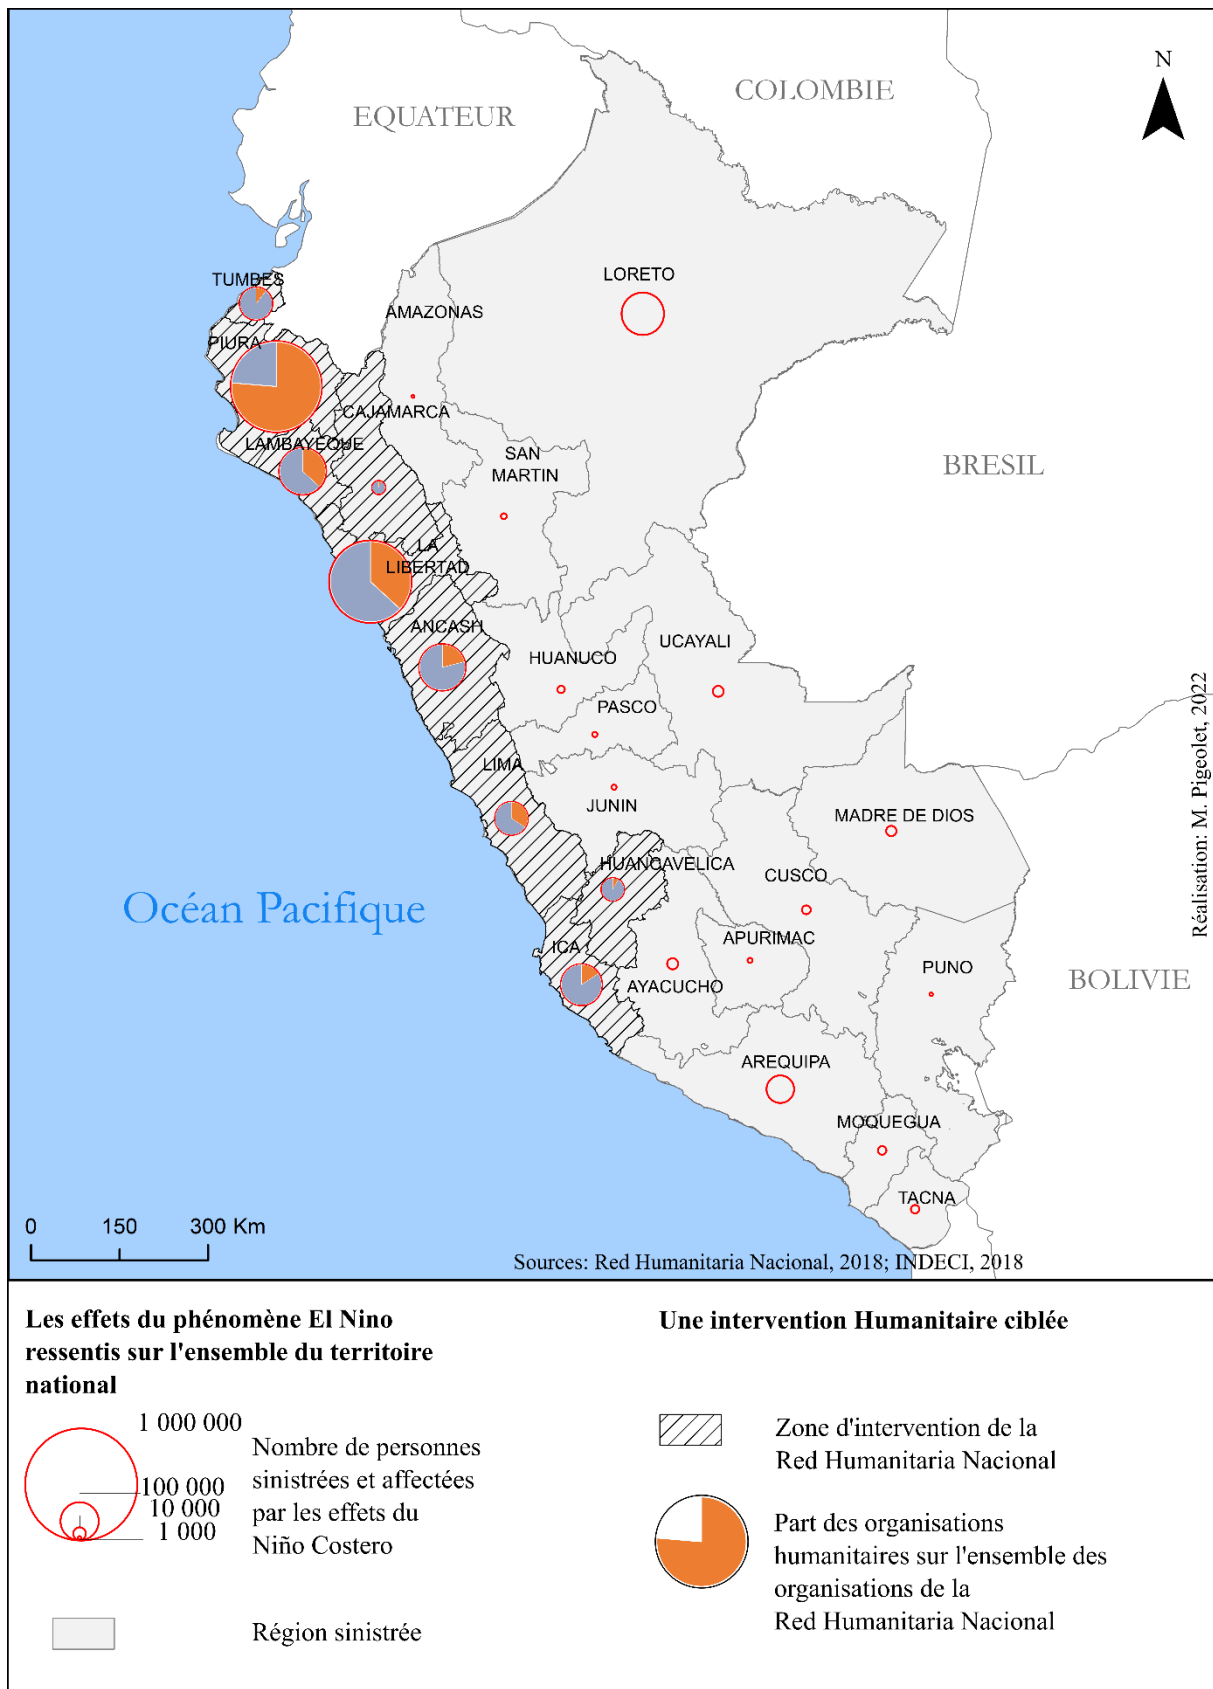 N
COLOMBIE
EQUATEUR
LORETO
TUMBES
AMAZONAS
PIURA
CAJAMARCA
LAMBAYEQUE
SAN
MARTIN
BRESIL
LA
LIBERTAD
ANCASH
UCAYALI
HUANUCO
PASCO
LIMA
JUNIN
MADRE DE DIOS
HUANCAVELICA
CUSCO
Océan Pacifique
APURIMAC
ICA
PUNO
AYACUCHO
BOLIVIE
AREQUIPA
MOQUEGUA
TACNA
Réalisation: M. Pigeolet, 2022
0 150 300 Km
Sources: Red Humanitaria Nacional, 2018; INDECI, 2018
Les effets du phénomène El Nino
ressentis sur l'ensemble du territoire
national
1 000 000
100 000
10 000
1 000
Nombre de personnes
sinistrées et affectées
par les effets du
Niño Costero
Région sinistrée
Une intervention Humanitaire ciblée
Zone d'intervention de la
Red Humanitaria Nacional
Part des organisations
humanitaires sur l'ensemble des
organisations de la
Red Humanitaria Nacional